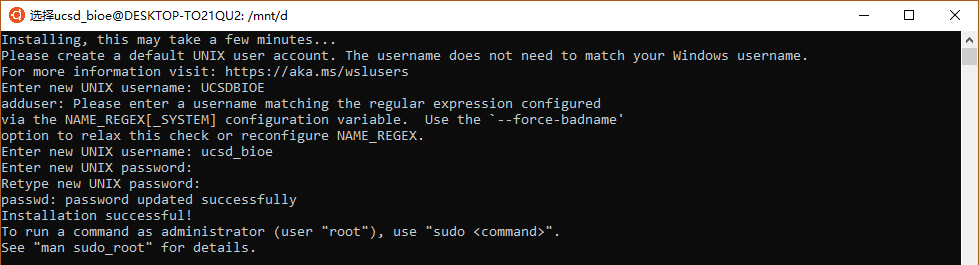 选择ucsd_bioe@DESKTOP-TO21QU2: /mnt/d
Installing, this may take a few minutes...
Please create a default UNIX user account. The username does not need to match your Windows username.
For more information visit: https://aka.ms/wslusers
Enter new UNIX username: UCSDBIOE
adduser: Please enter a username matching the regular expression configured
via the NAME_REGEX[_SYSTEM] configuration variable.  Use the `--force-badname'
option to relax this check or reconfigure NAME_REGEX.
Enter new UNIX username: ucsd_bioe
Enter new UNIX password:
Retype new UNIX password:
passwd: password updated successfully
Installation successful!
To run a command as administrator (user "root"), use "sudo <command>".
See "man sudo_root" for details.